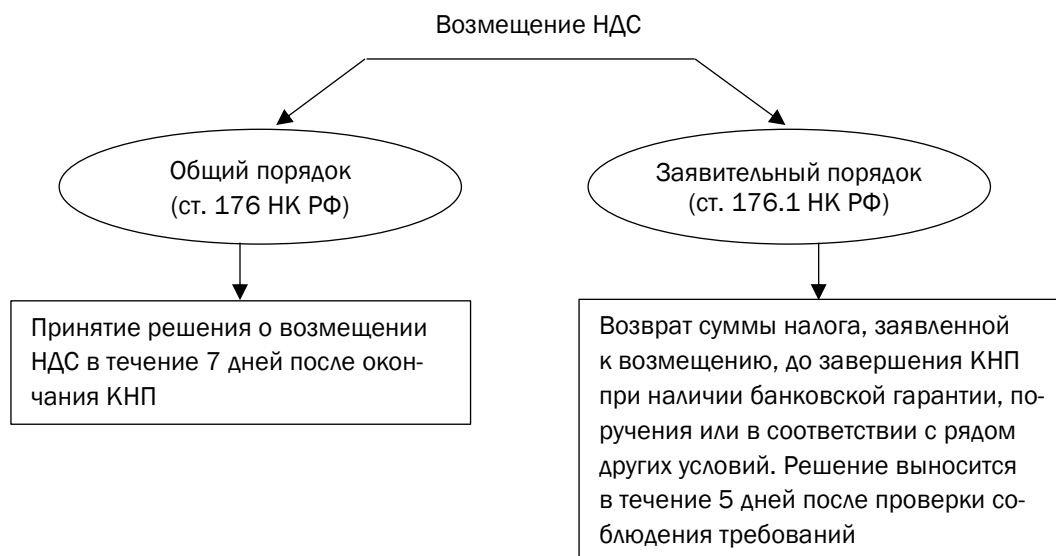 Возмещение НДС
Общий порядок
(ст. 176 НК РФ)
Заявительный порядок
(ст. 176.1 НК РФ)
Принятие решения о возмещении
НДС в течение 7 дней после окон-
чания КНП
Возврат суммы налога, заявленной
к возмещению, до завершения КНП
при наличии банковской гарантии, по-
ручения или в соответствии с рядом
других условий. Решение выносится
в течение 5 дней после проверки со-
блюдения требований